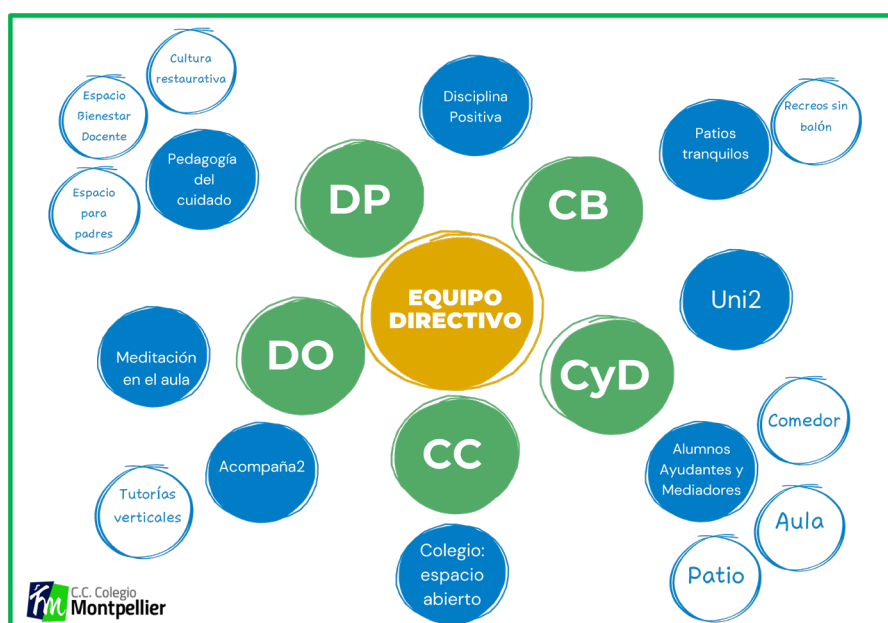 Cultura
restaurativa
Espacio
Bienestar
Docente
Pedagogía
del
cuidado
Espacio
para
padres
Disciplina
Positiva
Patios
tranquilos
Recreos sin
balón
DP
CB
EQUIPO
DIRECTIVO
Uni2
Meditación
en el aula
DO
CyD
CC
Acompaña2
Tutorías
verticales
Alumnos
Ayudantes y
Mediadores
Comedor
Aula
Patio
Colegio:
espacio
abierto
fm
C.C. Colegio
Montpellier